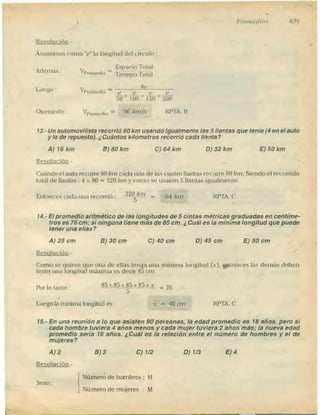 Promedios 639
Resolución.-
Asumimos como "e" la longitud del círculo :
Además : V Promedio = Espacio Total / Tiempo Total
Luego : V Promedio = 4e / (e/50 + e/100 + e/150 + e/200)
Operando : V Promedio = 96 km/h RPTA. B
13.- Un automovilista recorrió 80 km usando igualmente las 5 llantas que tenía (4 en el auto
y la de repuesto). ¿Cuántos kilómetros recorrió cada llanta?
A) 16 km B) 80 km C) 64 km D) 32 km E) 50 km
Resolución.-
Cuando el auto recorre 80 km cada una de las cuatro llantas recorre 80 km. Siendo el recorrido
total de llantas : 4 × 80 = 320 km y como se usaron 5 llantas igualmente.
Entonces cada una recorrió : 320 km / 5 = 64 km RPTA. C
14.- El promedio aritmético de las longitudes de 5 cintas métricas graduadas en centíme-
tros es 76 cm; si ninguna tiene más de 85 cm. ¿Cuál es la mínima longitud que puede
tener una ellas?
A) 25 cm B) 30 cm C) 40 cm D) 45 cm E) 50 cm
Resolución.-
Como se quiere que una de ellas tenga una mínima longitud (x), entonces las demás deben
tener una longitud máxima es decir 85 cm.
Por lo tanto : (85 + 85 + 85 + 85 + x) / 5 = 76
Luego la mínima longitud es x = 40 cm RPTA. C
15.- En una reunión a lo que asisten 90 personas, la edad promedio es 18 años, pero si
cada hombre tuviera 4 años menos y cada mujer tuviera 2 años más; la nueva edad
promedio sería 16 años. ¿Cuál es la relación entre el número de hombres y el de
mujeres?
A) 2 B) 3 C) 1/2 D) 1/3 E) 4
Resolución.-
Sean : Número de hombres : H
Número de mujeres : M